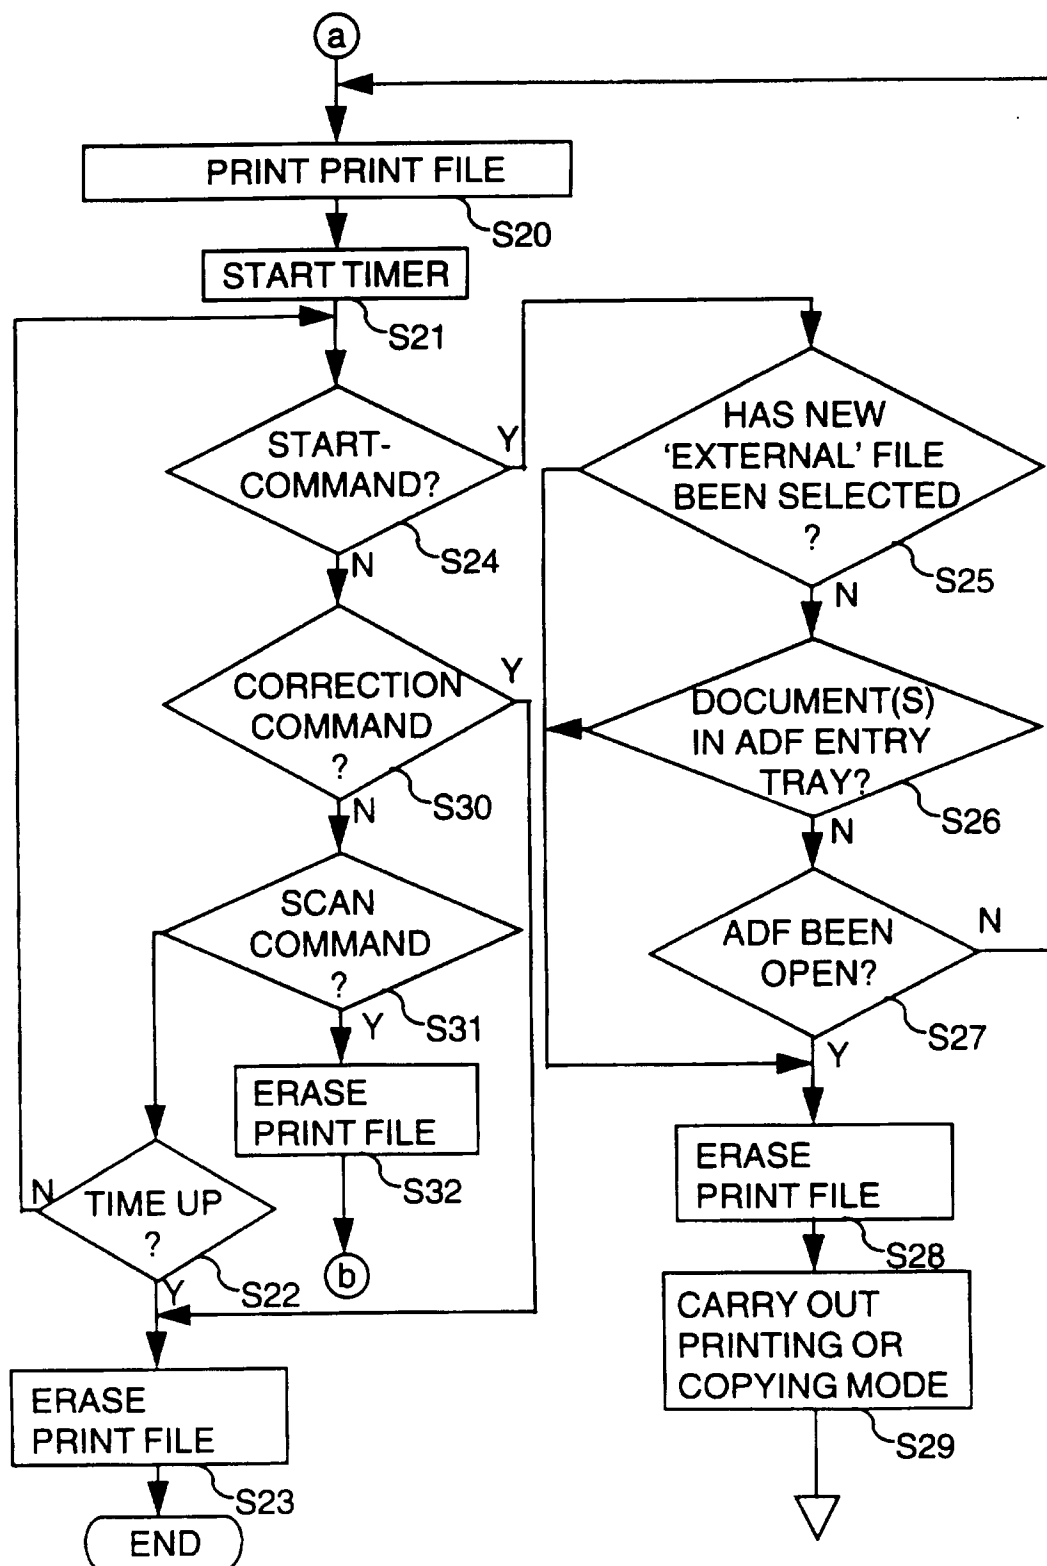 a
PRINT PRINT FILE
S20
START TIMER
S21
START-
COMMAND?
Y
S24
N
HAS NEW
'EXTERNAL' FILE
BEEN SELECTED
?
S25
N
CORRECTION
COMMAND
?
Y
S30
N
DOCUMENT(S)
IN ADF ENTRY
TRAY?
S26
N
SCAN
COMMAND
?
S31
Y
ADF BEEN
OPEN?
N
S27
Y
ERASE
PRINT FILE
S32
b
TIME UP
?
N
S22
Y
ERASE
PRINT FILE
S28
CARRY OUT
PRINTING OR
COPYING MODE
S29
ERASE
PRINT FILE
S23
END